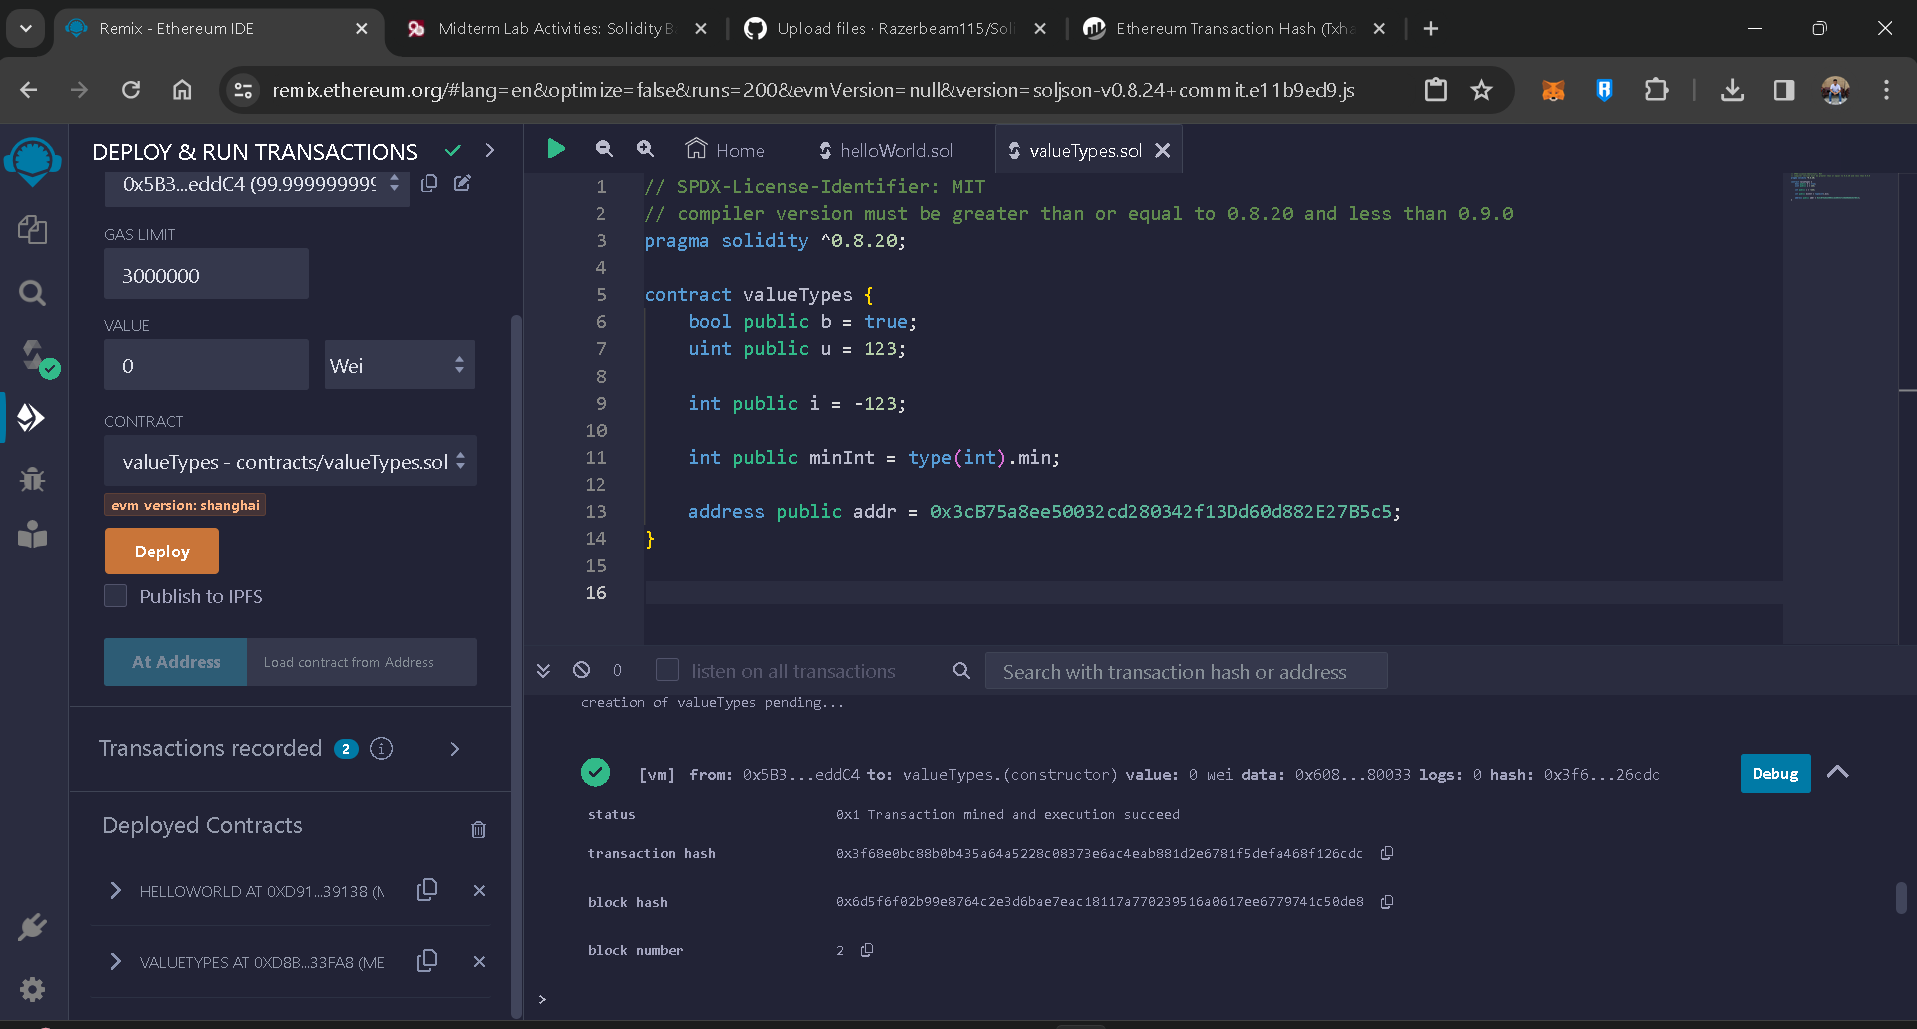 Remix - Ethereum IDE
Midterm Lab Activities: Solidity Ba
Upload files · Razerbeam115/Soli
Ethereum Transaction Hash (Txha
remix.ethereum.org/#lang=en&optimize=false&runs=200&evmVersion=null&version=soljson-v0.8.24+commit.e11b9ed9.js
DEPLOY & RUN TRANSACTIONS
0x5B3...eddC4 (99.9999999999
GAS LIMIT
3000000
VALUE
0
Wei
CONTRACT
valueTypes - contracts/valueTypes.sol
evm version: shanghai
Deploy
Publish to IPFS
At Address
Load contract from Address
Transactions recorded 2 i
Deployed Contracts
HELLOWORLD AT 0XD91...39138 (M
VALUETYPES AT 0XD8B...33FA8 (ME
Home
helloWorld.sol
valueTypes.sol
1 // SPDX-License-Identifier: MIT
2 // compiler version must be greater than or equal to 0.8.20 and less than 0.9.0
3 pragma solidity ^0.8.20;
4
5 contract valueTypes {
6 bool public b = true;
7 uint public u = 123;
8
9 int public i = -123;
10
11 int public minInt = type(int).min;
12
13 address public addr = 0x3cB75a8ee50032cd280342f13Dd60d882E27B5c5;
14 }
15
16
0
listen on all transactions
Search with transaction hash or address
creation of valueTypes pending...
[vm] from: 0x5B3...eddC4 to: valueTypes.(constructor) value: 0 wei data: 0x608...80033 logs: 0 hash: 0x3f6...26cdc
Debug
status 0x1 Transaction mined and execution succeed
transaction hash 0x3f68e0bc88b0b435a64a5228c08373e6ac4eab881d2e6781f5defa468f126cdc
block hash 0x6d5f6f02b99e8764c2e3d6bae7eac18117a770239516a0617ee6779741c50de8
block number 2
>